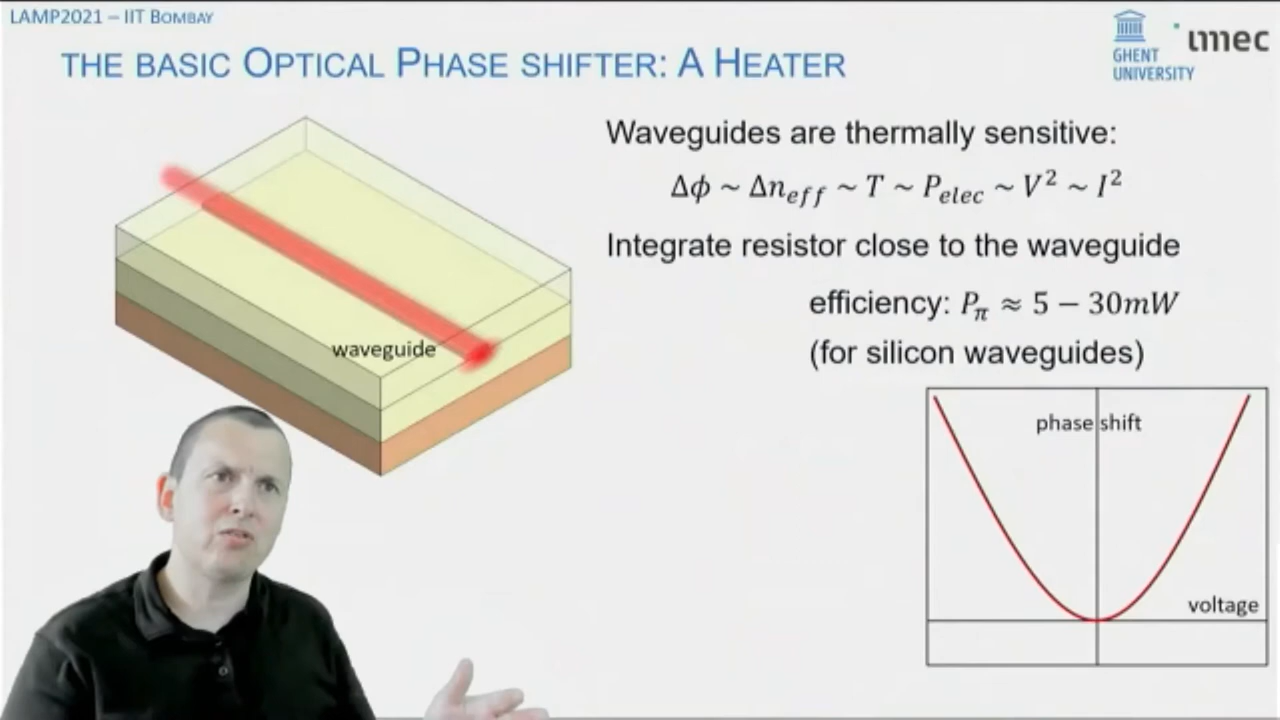 LAMP2021 – IIT BOMBAY
THE BASIC OPTICAL PHASE SHIFTER: A HEATER
GHENT
UNIVERSITY
imec
Waveguides are thermally sensitive:
Δϕ ~ Δn_eff ~ T ~ P_elec ~ V² ~ I²
Integrate resistor close to the waveguide
efficiency: P_π ≈ 5 − 30mW
(for silicon waveguides)
waveguide
phase shift
voltage